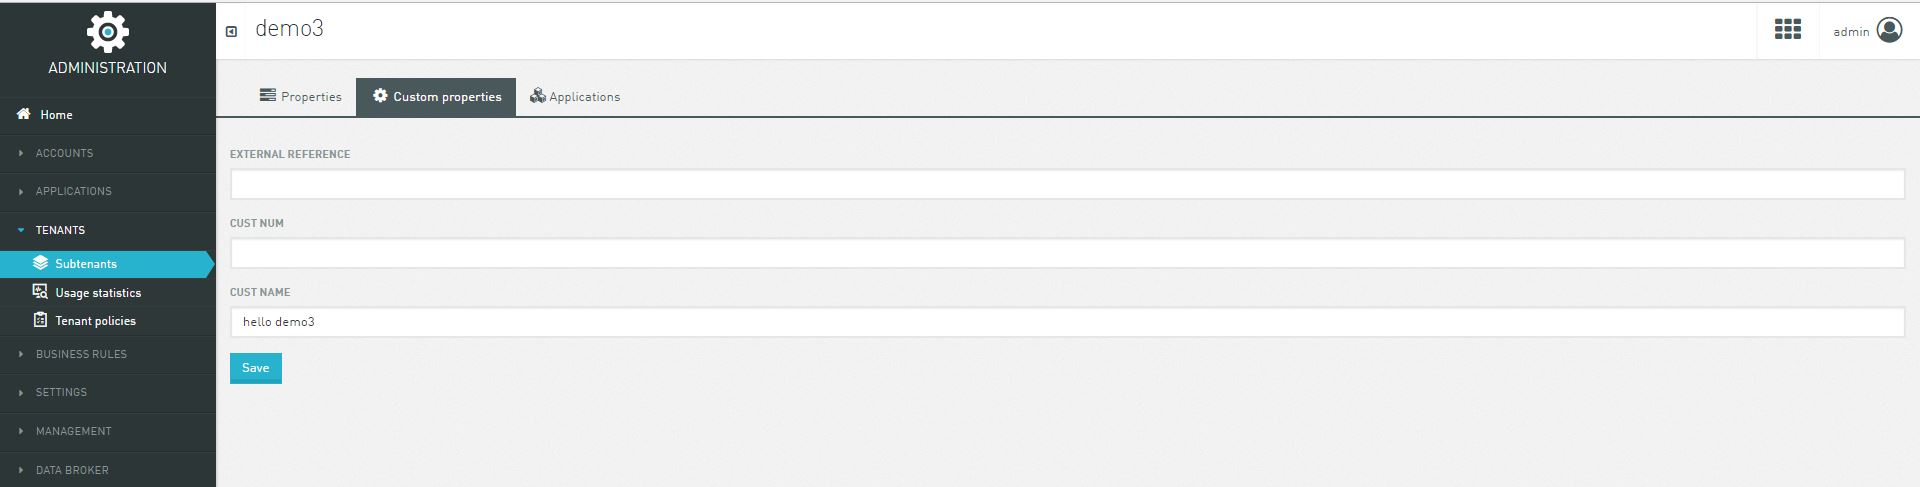 ADMINISTRATION
Home
ACCOUNTS
APPLICATIONS
TENANTS
Subtenants
Usage statistics
Tenant policies
BUSINESS RULES
SETTINGS
MANAGEMENT
DATA BROKER
demo3
admin
Properties
Custom properties
Applications
EXTERNAL REFERENCE
CUST NUM
CUST NAME
hello demo3
Save